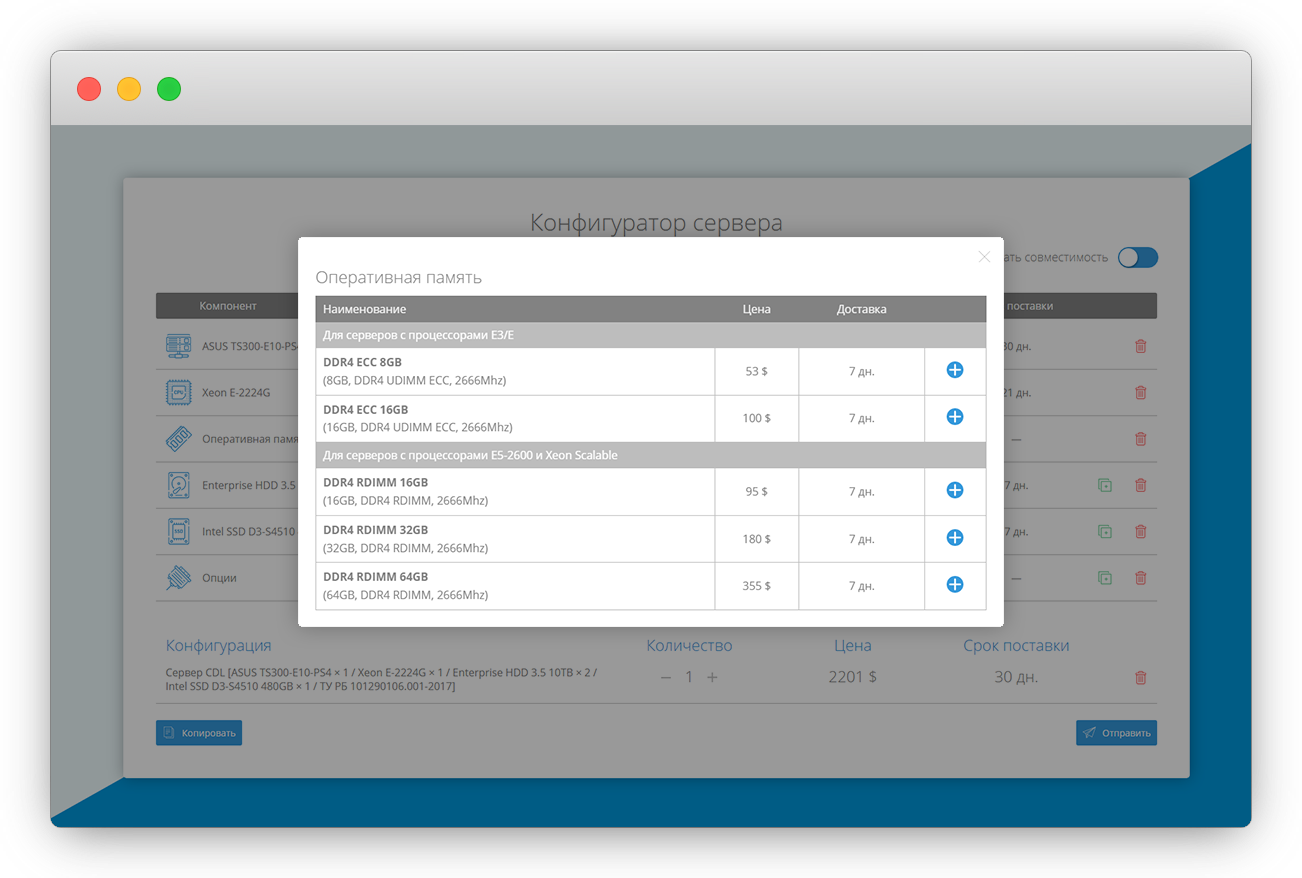 Конфигуратор сервера
ать совместимость
Оперативная память
Компонент
поставки
Наименование Цена Доставка
Для серверов с процессорами E3/E
DDR4 ECC 8GB
(8GB, DDR4 UDIMM ECC, 2666Mhz)
53 $ 7 дн.
DDR4 ECC 16GB
(16GB, DDR4 UDIMM ECC, 2666Mhz)
100 $ 7 дн.
Для серверов с процессорами E5-2600 и Xeon Scalable
DDR4 RDIMM 16GB
(16GB, DDR4 RDIMM, 2666Mhz)
95 $ 7 дн.
DDR4 RDIMM 32GB
(32GB, DDR4 RDIMM, 2666Mhz)
180 $ 7 дн.
DDR4 RDIMM 64GB
(64GB, DDR4 RDIMM, 2666Mhz)
355 $ 7 дн.
ASUS TS300-E10-PS4 30 дн.
Xeon E-2224G 21 дн.
Оперативная памя —
Enterprise HDD 3.5 7 дн.
Intel SSD D3-S4510 7 дн.
Опции —
Конфигурация Количество Цена Срок поставки
Сервер CDL [ASUS TS300-E10-PS4 × 1 / Xeon E-2224G × 1 / Enterprise HDD 3.5 10TB × 2 /
Intel SSD D3-S4510 480GB × 1 / ТУ РБ 101290106.001-2017]
— 1 + 2201 $ 30 дн.
Копировать Отправить